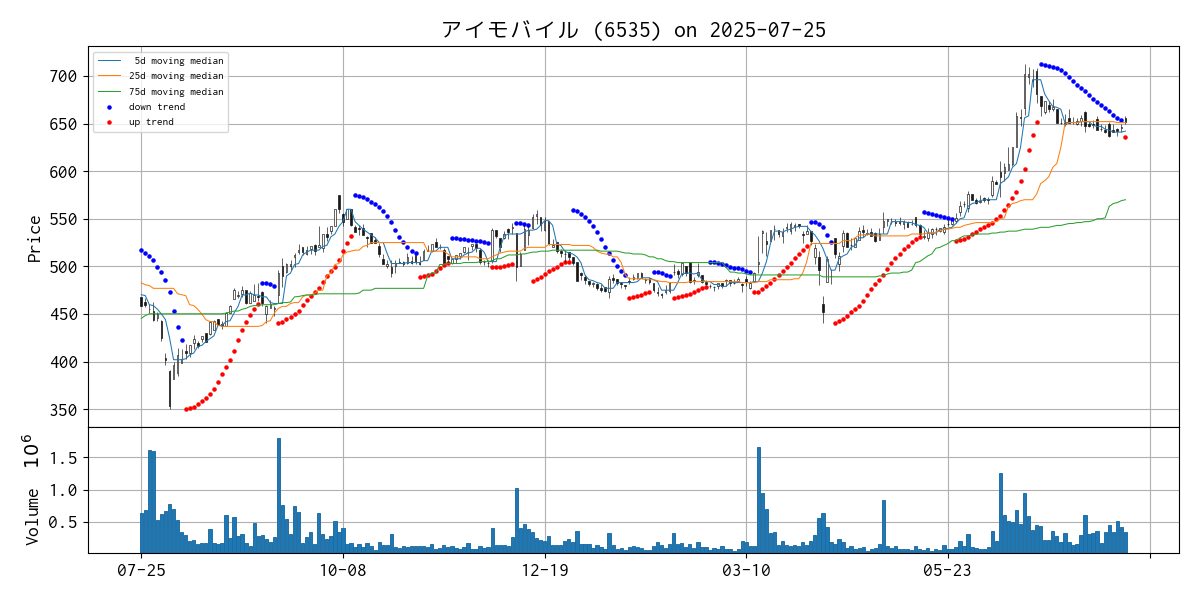 アイモバイル (6535) on 2025-07-25
5d moving median
25d moving median
75d moving median
down trend
up trend
700
650
600
550
500
450
400
350
Price
10^6
1.5
1.0
0.5
Volume
07-25
10-08
12-19
03-10
05-23